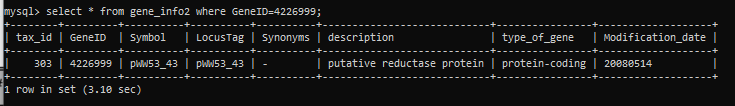 mysql> select * from gene_info2 where GeneID=4226999;
+--------+---------+---------+----------+----------+----------------------------+----------------+-------------------+
| tax_id | GeneID | Symbol | LocusTag | Synonyms | description | type_of_gene | Modification_date |
+--------+---------+---------+----------+----------+----------------------------+----------------+-------------------+
| 303 | 4226999 | pWW53_43 | pWW53_43 | - | putative reductase protein | protein-coding | 20080514 |
+--------+---------+---------+----------+----------+----------------------------+----------------+-------------------+
1 row in set (3.10 sec)